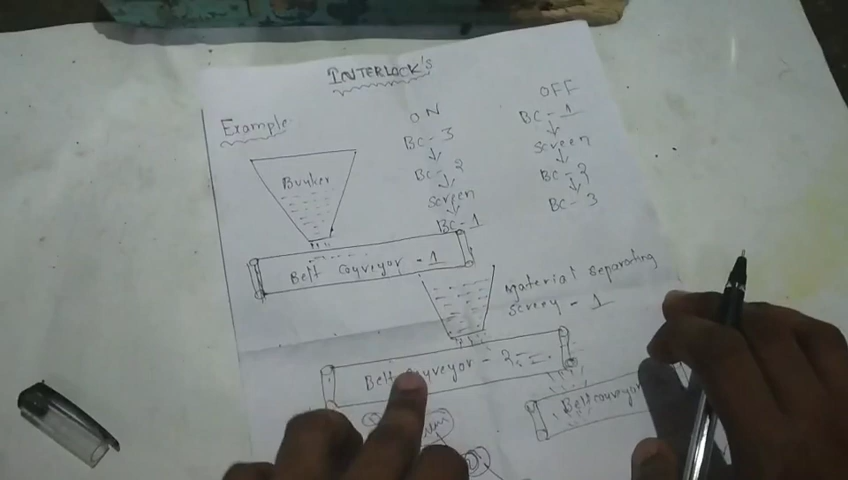 INTERLOCK'S
Example
ON
BC-3
BC-2
Screen
BC-1
OFF
BC-1
Screen
BC-2
BC-3
Bunker
Belt conveyor - 1
Material separating
screen - 1
Belt conveyor - 2
Belt conveyor